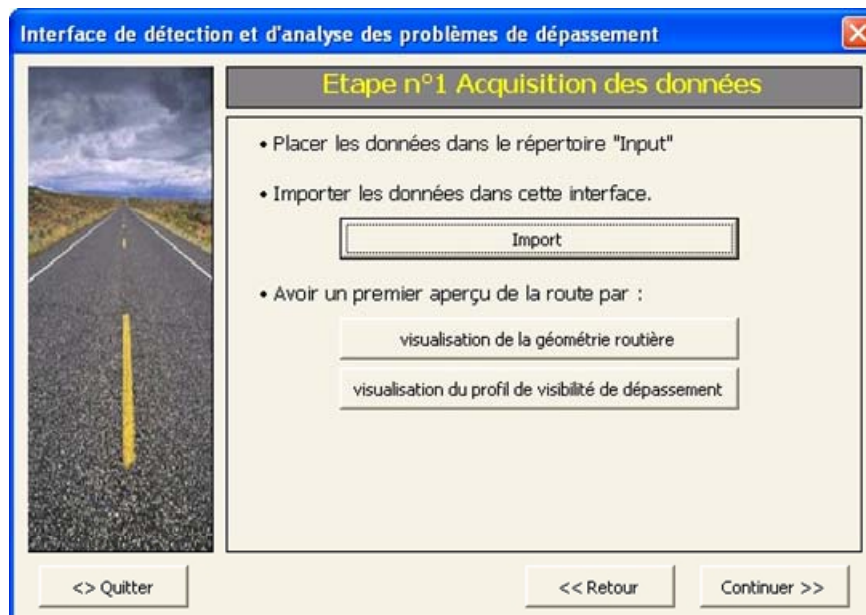 Interface de détection et d'analyse des problèmes de dépassement
Etape n°1 Acquisition des données
• Placer les données dans le répertoire "Input"
• Importer les données dans cette interface.
Import
• Avoir un premier aperçu de la route par :
visualisation de la géométrie routière
visualisation du profil de visibilité de dépassement
<> Quitter
<< Retour
Continuer >>